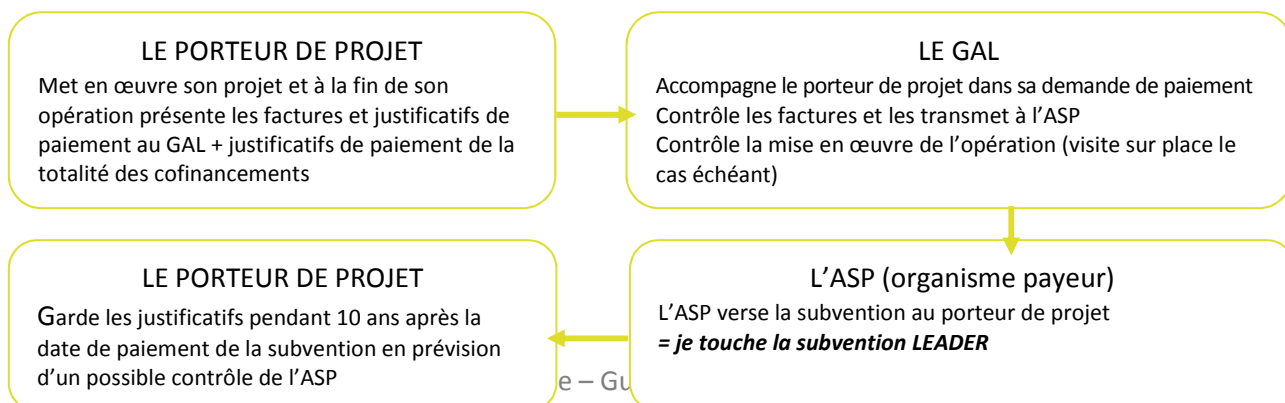 LE PORTEUR DE PROJET
Met en œuvre son projet et à la fin de son
opération présente les factures et justificatifs de
paiement au GAL + justificatifs de paiement de la
totalité des cofinancements
LE GAL
Accompagne le porteur de projet dans sa demande de paiement
Contrôle les factures et les transmet à l’ASP
Contrôle la mise en œuvre de l’opération (visite sur place le
cas échéant)
L’ASP (organisme payeur)
L’ASP verse la subvention au porteur de projet
= je touche la subvention LEADER
LE PORTEUR DE PROJET
Garde les justificatifs pendant 10 ans après la
date de paiement de la subvention en prévision
d’un possible contrôle de l’ASP